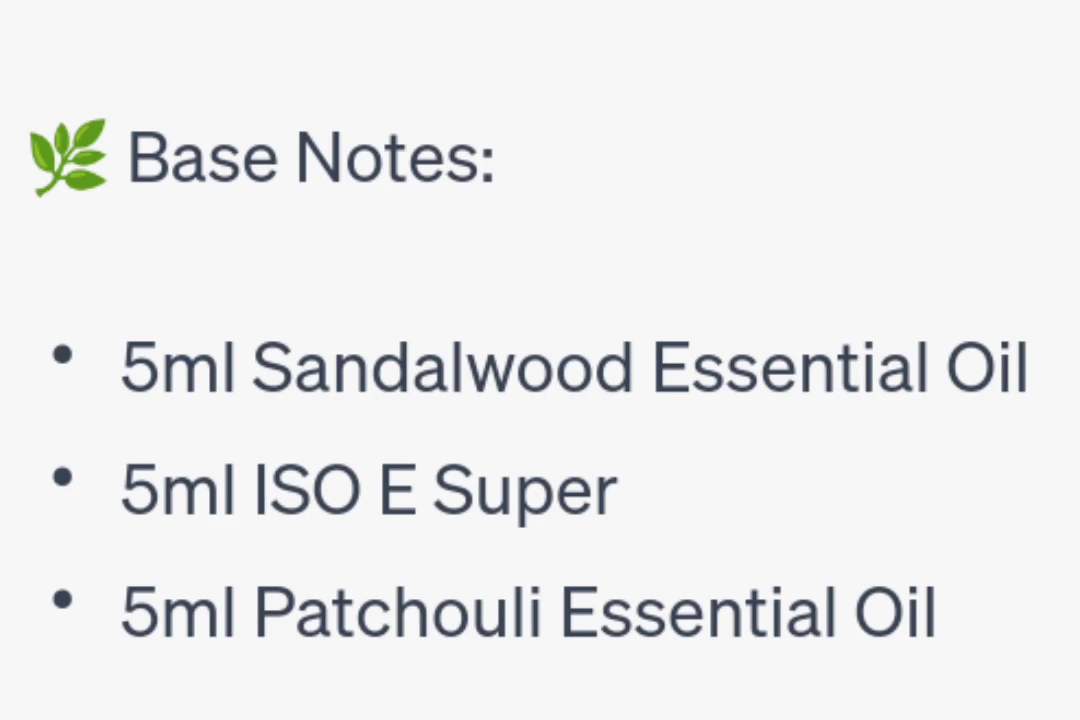 🌿 Base Notes:
• 5ml Sandalwood Essential Oil
• 5ml ISO E Super
• 5ml Patchouli Essential Oil